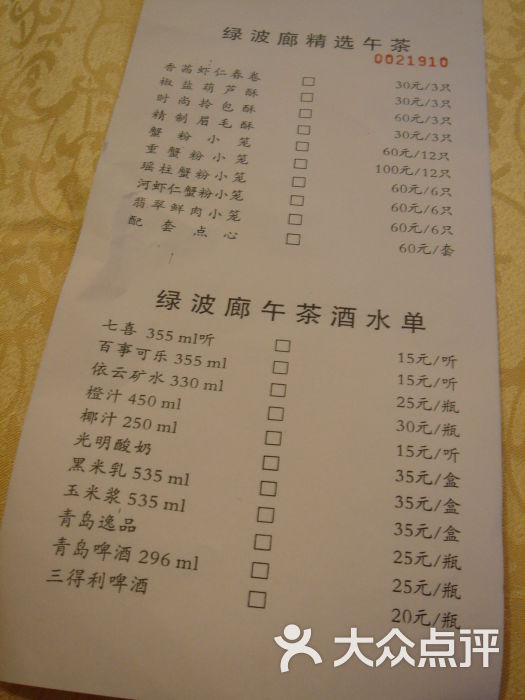 绿波廊精选午茶
0021910
香茜虾仁春卷 □ 30元/3只
椒盐葫芦酥 □ 30元/3只
时尚拎包酥 □ 60元/3只
精制眉毛酥 □ 30元/3只
蟹粉小笼 □ 60元/12只
重蟹粉小笼 □ 100元/12只
瑶柱蟹粉小笼 □ 60元/6只
河虾仁蟹粉小笼 □ 60元/6只
翡翠鲜肉小笼 □ 60元/6只
配套点心 □ 60元/套
绿波廊午茶酒水单
七喜 355 ml听 □ 15元/听
百事可乐 355 ml □ 15元/听
依云矿水 330 ml □ 25元/瓶
橙汁 450 ml □ 30元/瓶
椰汁 250 ml □ 15元/听
光明酸奶 □ 35元/盒
黑米乳 535 ml □ 35元/盒
玉米浆 535 ml □ 35元/盒
青岛逸品 □ 25元/瓶
青岛啤酒 296 ml □ 25元/瓶
三得利啤酒 □ 20元/瓶
大众点评